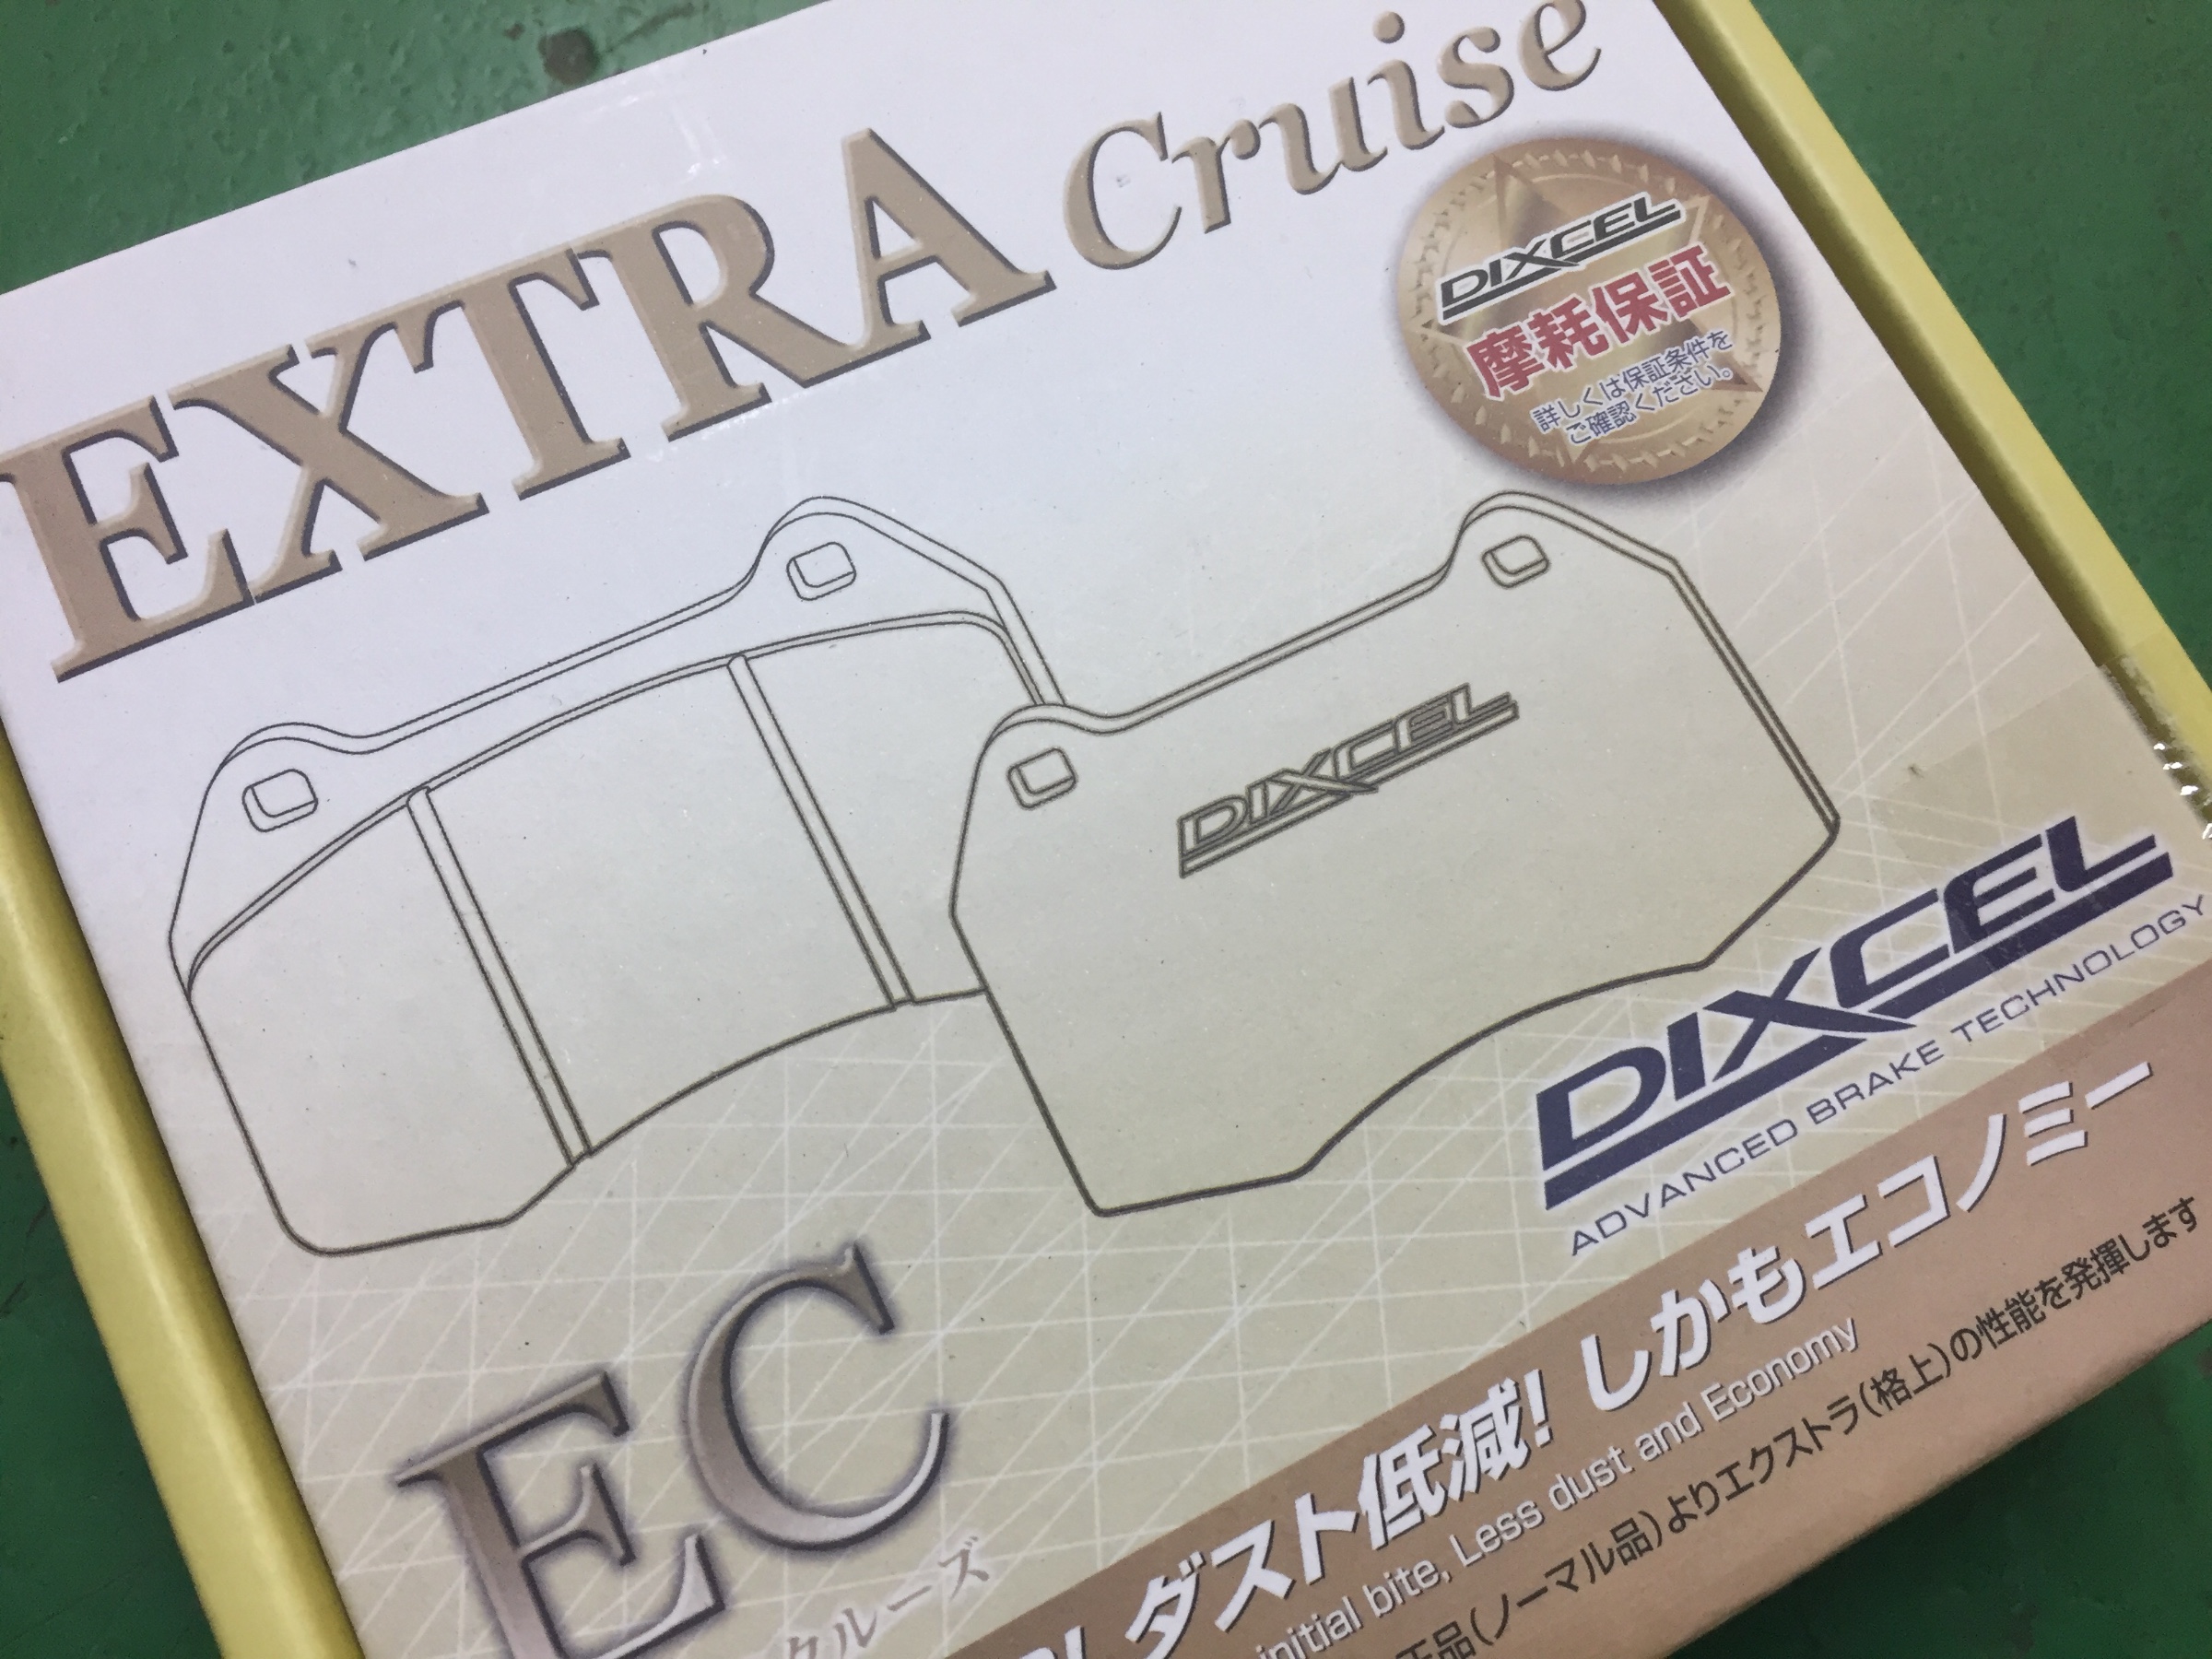 EXTRA Cruise
DIXCEL
摩耗保証
詳しくは保証条件を
ご確認ください。
DIXCEL
DIXCEL
ADVANCED BRAKE TECHNOLOGY
EC
クルーズ
ダスト低減! しかもエコノミー
initial bite, Less dust and Economy
正品(ノーマル品)よりエクストラ(格上)の性能を発揮します